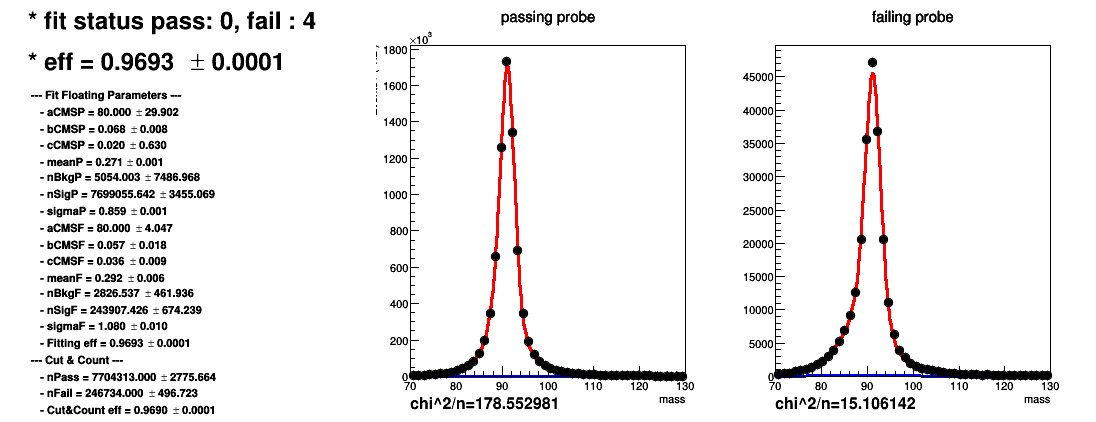 * fit status pass: 0, fail : 4
* eff = 0.9693 ± 0.0001
--- Fit Floating Parameters ---
- aCMSP = 80.000 ± 29.902
- bCMSP = 0.068 ± 0.008
- cCMSP = 0.020 ± 0.630
- meanP = 0.271 ± 0.001
- nBkgP = 5054.003 ± 7486.968
- nSigP = 7699055.642 ± 3455.069
- sigmaP = 0.859 ± 0.001
- aCMSF = 80.000 ± 4.047
- bCMSF = 0.057 ± 0.018
- cCMSF = 0.036 ± 0.009
- meanF = 0.292 ± 0.006
- nBkgF = 2826.537 ± 461.936
- nSigF = 243907.426 ± 674.239
- sigmaF = 1.080 ± 0.010
- Fitting eff = 0.9693 ± 0.0001
--- Cut & Count ---
- nPass = 7704313.000 ± 2775.664
- nFail = 246734.000 ± 496.723
- Cut&Count eff = 0.9690 ± 0.0001
passing probe
×10³
1800
1600
1400
1200
1000
800
600
400
200
0
70 80 90 100 110 120 130
mass
chi^2/n=178.552981
failing probe
45000
40000
35000
30000
25000
20000
15000
10000
5000
0
70 80 90 100 110 120 130
mass
chi^2/n=15.106142